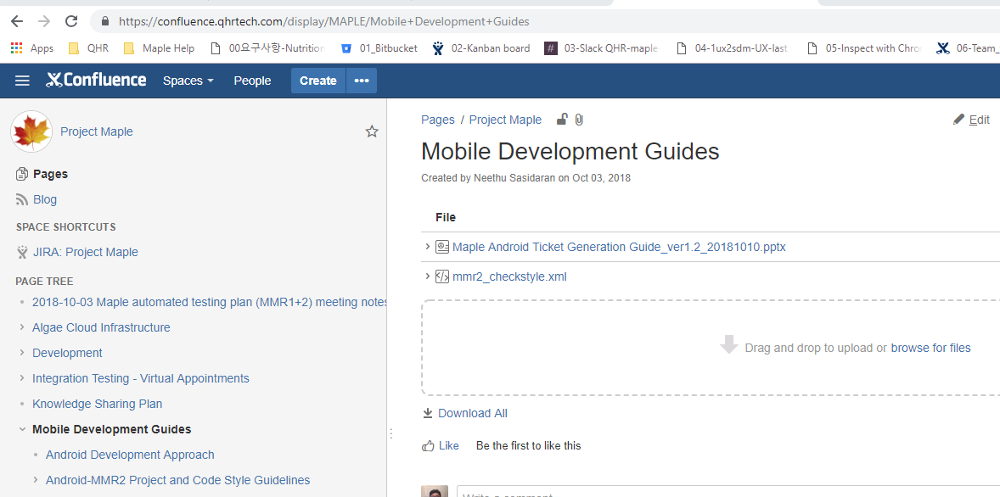 https://confluence.qhrtech.com/display/MAPLE/Mobile+Development+Guides
Apps QHR Maple Help 00요구사항-Nutrition 01_Bitbucket 02-Kanban board # 03-Slack QHR-maple 04-1ux2sdm-UX-last 05-Inspect with Chro 06-Team_
Confluence Spaces People Create •••
Project Maple
Pages
Blog
SPACE SHORTCUTS
JIRA: Project Maple
PAGE TREE
2018-10-03 Maple automated testing plan (MMR1+2) meeting notes
Algae Cloud Infrastructure
Development
Integration Testing - Virtual Appointments
Knowledge Sharing Plan
Mobile Development Guides
Android Development Approach
Android-MMR2 Project and Code Style Guidelines
Pages / Project Maple
Edit
Mobile Development Guides
Created by Neethu Sasidaran on Oct 03, 2018
File
Maple Android Ticket Generation Guide_ver1.2_20181010.pptx
mmr2_checkstyle.xml
Drag and drop to upload or browse for files
Download All
Like Be the first to like this
Write a comment